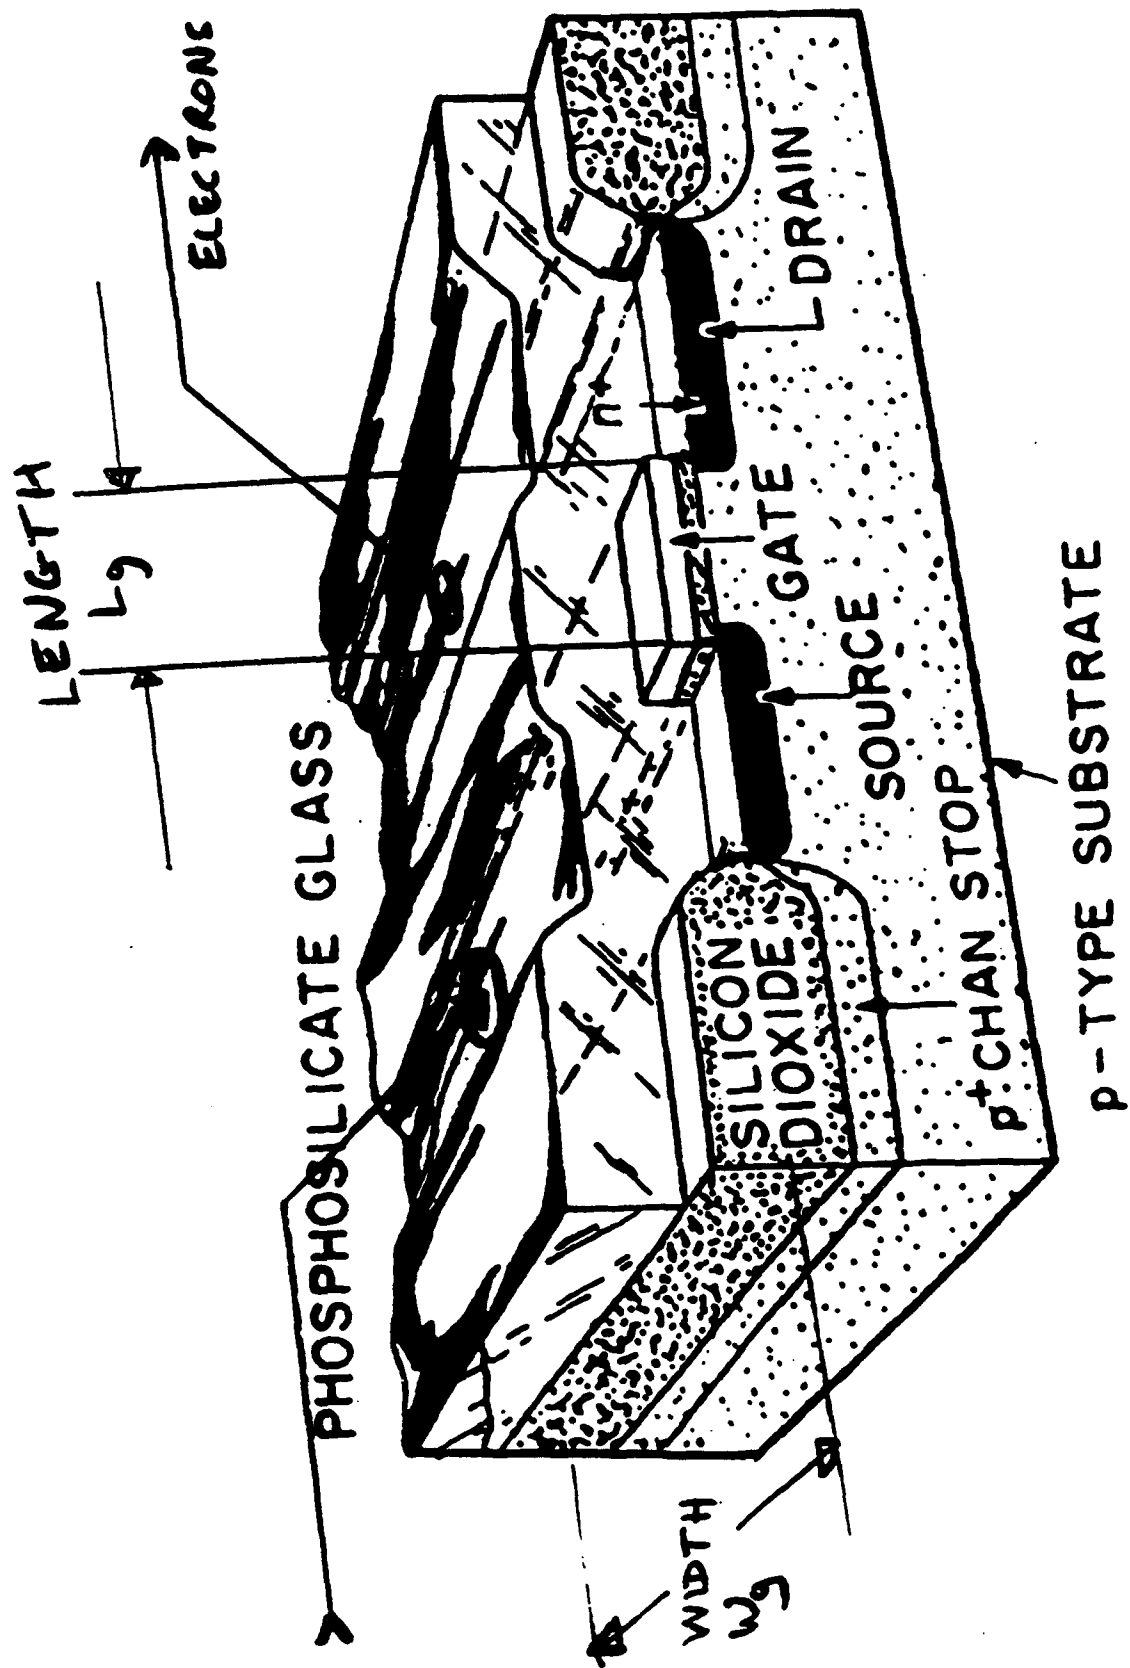 LENGTH
Lg
ELECTRONS
PHOSPHOSILICATE GLASS
n+
WIDTH
Wg
SILICON
DIOXIDE
SOURCE
GATE
DRAIN
p+ CHAN STOP
p-TYPE SUBSTRATE